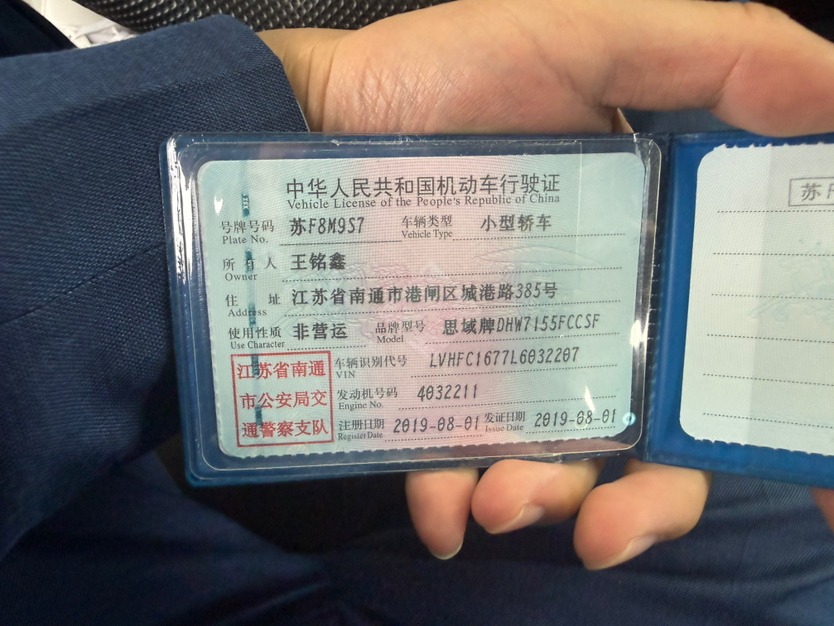 中华人民共和国机动车行驶证
Vehicle License of the People's Republic of China
号牌号码 苏F8M9S7 车辆类型 小型轿车
Plate No. Vehicle Type
所有人 王铭鑫
Owner
住址 江苏省南通市港闸区城港路385号
Address
使用性质 非营运 品牌型号 思域牌DHW7155FCCSF
Use Character Model
江苏省南通
市公安局交
通警察支队
车辆识别代号 LVHFC1677L6032207
VIN
发动机号码 4032211
Engine No.
注册日期 2019-08-01 发证日期 2019-08-01
Register Date Issue Date
苏F